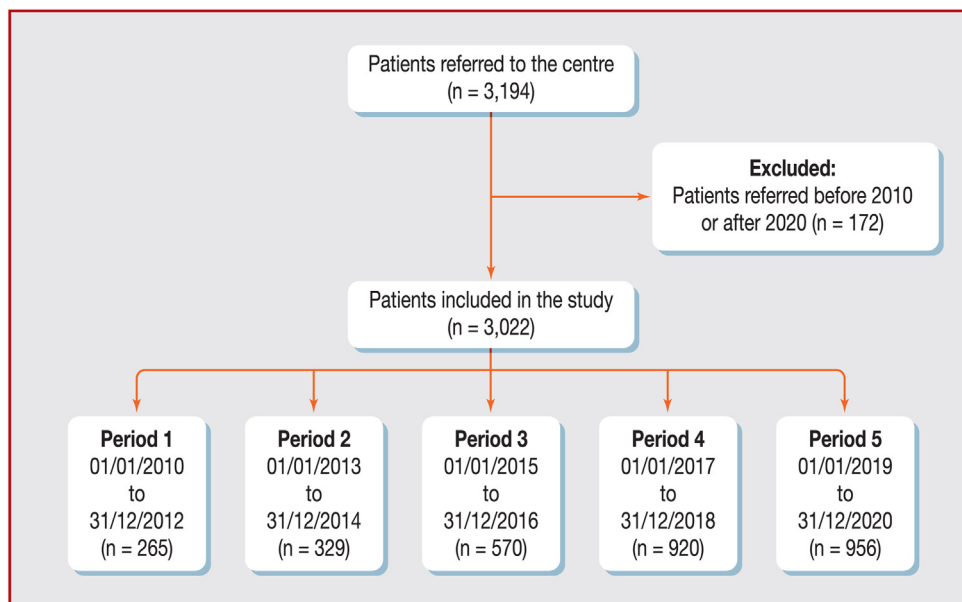 Patients referred to the centre
(n = 3,194)
Excluded:
Patients referred before 2010
or after 2020 (n = 172)
Patients included in the study
(n = 3,022)
Period 1
01/01/2010
to
31/12/2012
(n = 265)
Period 2
01/01/2013
to
31/12/2014
(n = 329)
Period 3
01/01/2015
to
31/12/2016
(n = 570)
Period 4
01/01/2017
to
31/12/2018
(n = 920)
Period 5
01/01/2019
to
31/12/2020
(n = 956)